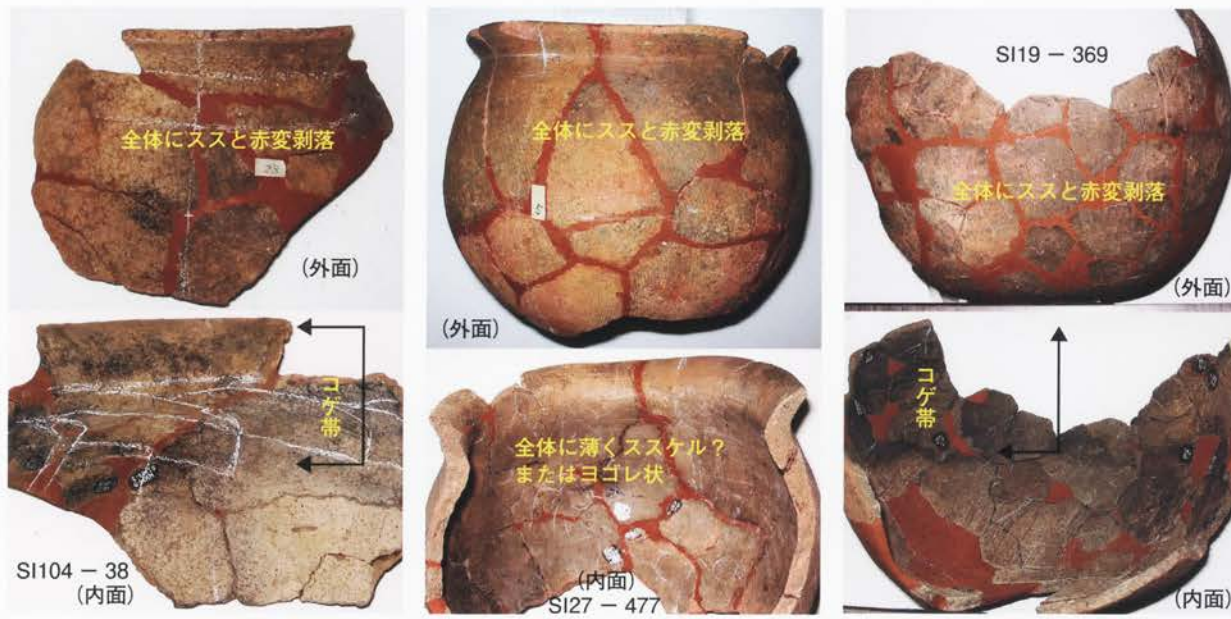 全体にススと赤変剥落
(外面)
コゲ帯
SI104 − 38
(内面)
全体にススと赤変剥落
(外面)
全体に薄くススケル？
またはヨゴレ状
(内面)
SI27 − 477
SI19 − 369
全体にススと赤変剥落
(外面)
コゲ帯
(内面)